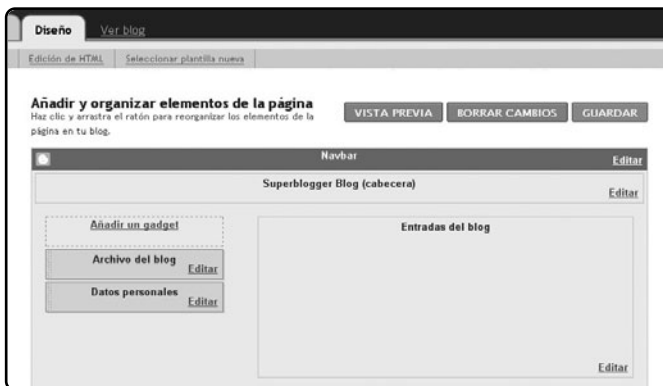 Diseño Ver blog
Edición de HTML Seleccionar plantilla nueva
Añadir y organizar elementos de la página
Haz clic y arrastra el ratón para reorganizar los elementos de la
página en tu blog.
VISTA PREVIA BORRAR CAMBIOS GUARDAR
Navbar Editar
Superblogger Blog (cabecera)
Editar
Añadir un gadget
Archivo del blog
Editar
Datos personales
Editar
Entradas del blog
Editar